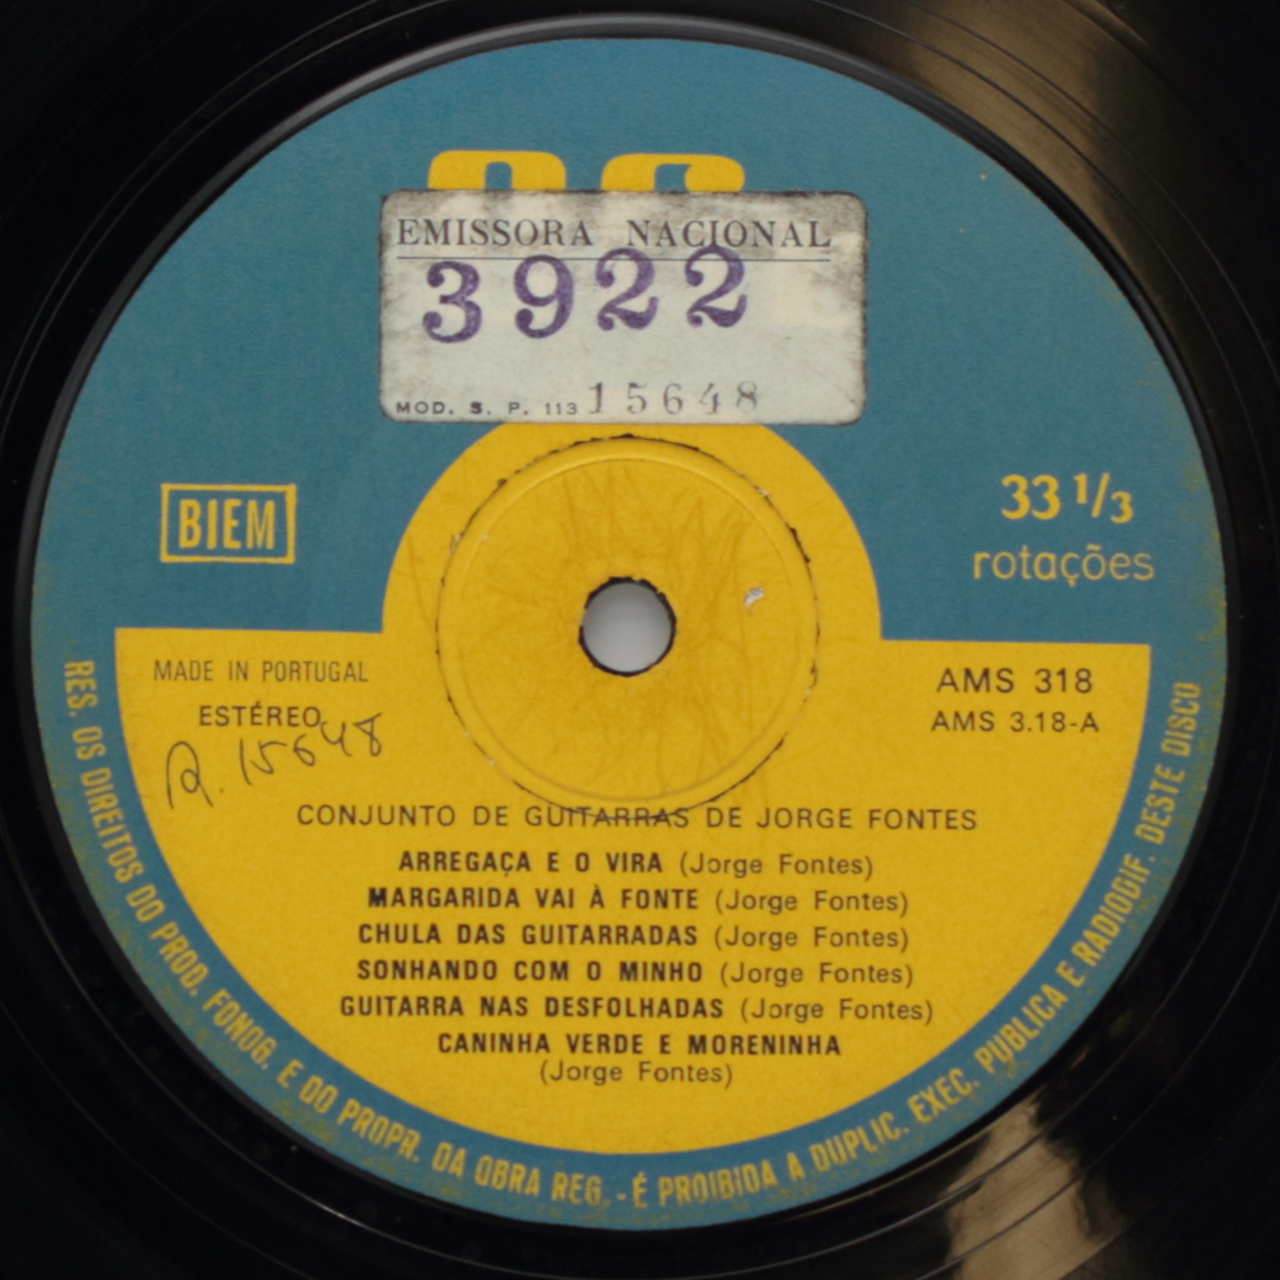 EMISSORA NACIONAL
3922
MOD. S. P. 113 15648
BIEM
33 1/3
rotações
MADE IN PORTUGAL
ESTÉREO
R. 15648
AMS 318
AMS 3.18-A
CONJUNTO DE GUITARRAS DE JORGE FONTES
ARREGAÇA E O VIRA (Jorge Fontes)
MARGARIDA VAI À FONTE (Jorge Fontes)
CHULA DAS GUITARRADAS (Jorge Fontes)
SONHANDO COM O MINHO (Jorge Fontes)
GUITARRA NAS DESFOLHADAS (Jorge Fontes)
CANINHA VERDE E MORENINHA
(Jorge Fontes)
RES. OS DIREITOS DO PROD. FONOG. E DO PROPR. DA OBRA REG. - É PROIBIDA A DUPLIC. EXEC. PUBLICA E RADIODIF. DESTE DISCO